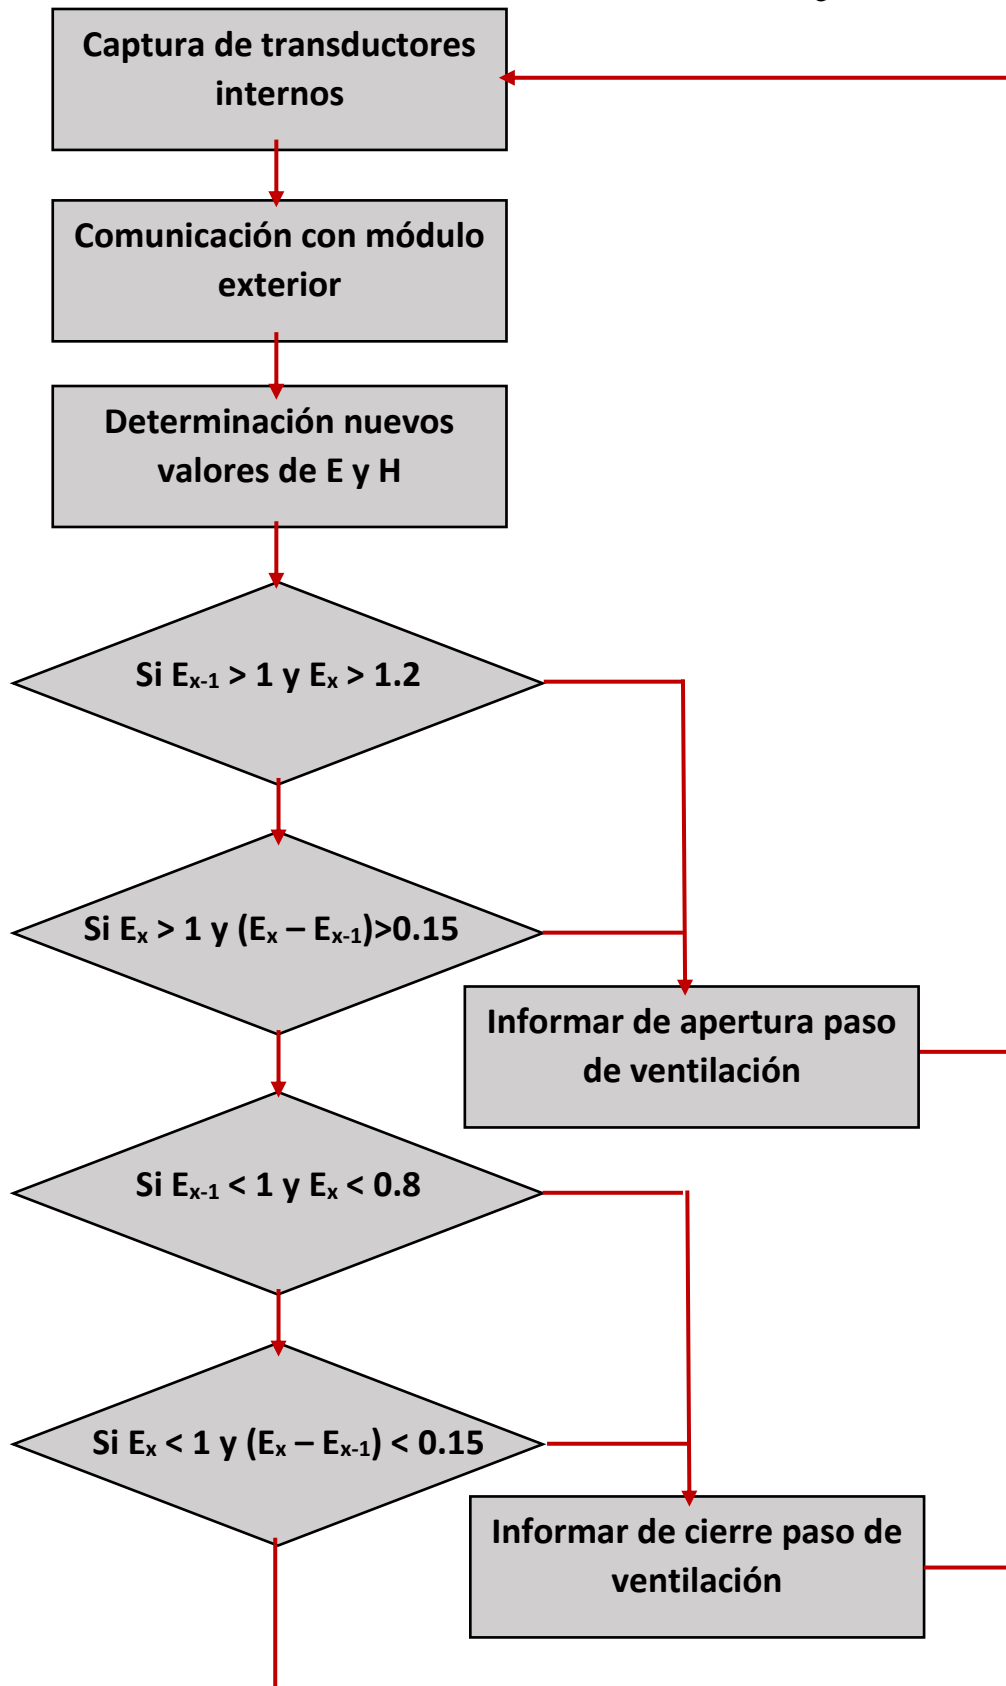 Captura de transductores
internos
Comunicación con módulo
exterior
Determinación nuevos
valores de E y H
Si Eₓ₋₁ > 1 y Eₓ > 1.2
Si Eₓ > 1 y (Eₓ – Eₓ₋₁)>0.15
Informar de apertura paso
de ventilación
Si Eₓ₋₁ < 1 y Eₓ < 0.8
Si Eₓ < 1 y (Eₓ – Eₓ₋₁) < 0.15
Informar de cierre paso de
ventilación